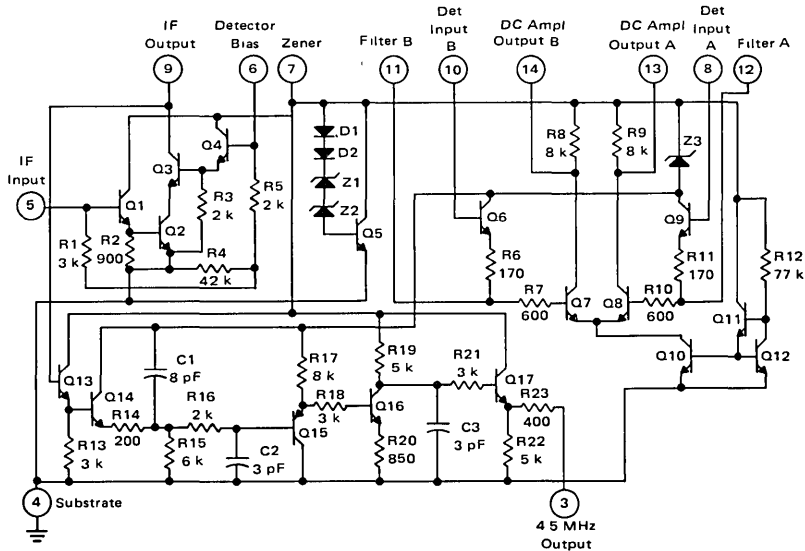 IF
Output
Detector
Bias
Zener
Filter B
Det
Input
B
DC Ampl
Output B
DC Ampl
Output A
Det
Input
A
Filter A
9
6
7
11
10
14
13
8
12
IF
Input
5
Q4
Q3
D1
D2
R8
8 k
R9
8 k
Z3
R3
2 k
R5
2 k
Z1
Z2
Q1
Q2
Q5
Q6
Q9
R1
3 k
R2
900
R4
42 k
R6
170
R11
170
R12
77 k
R7
600
Q7
Q8
R10
600
Q11
Q10
Q12
Q13
Q14
C1
8 pF
R17
8 k
R19
5 k
R21
3 k
Q17
R14
200
R16
2 k
R18
3 k
Q16
R23
400
R13
3 k
R15
6 k
C2
3 pF
Q15
R20
850
C3
3 pF
R22
5 k
4
Substrate
3
4 5 MHz
Output